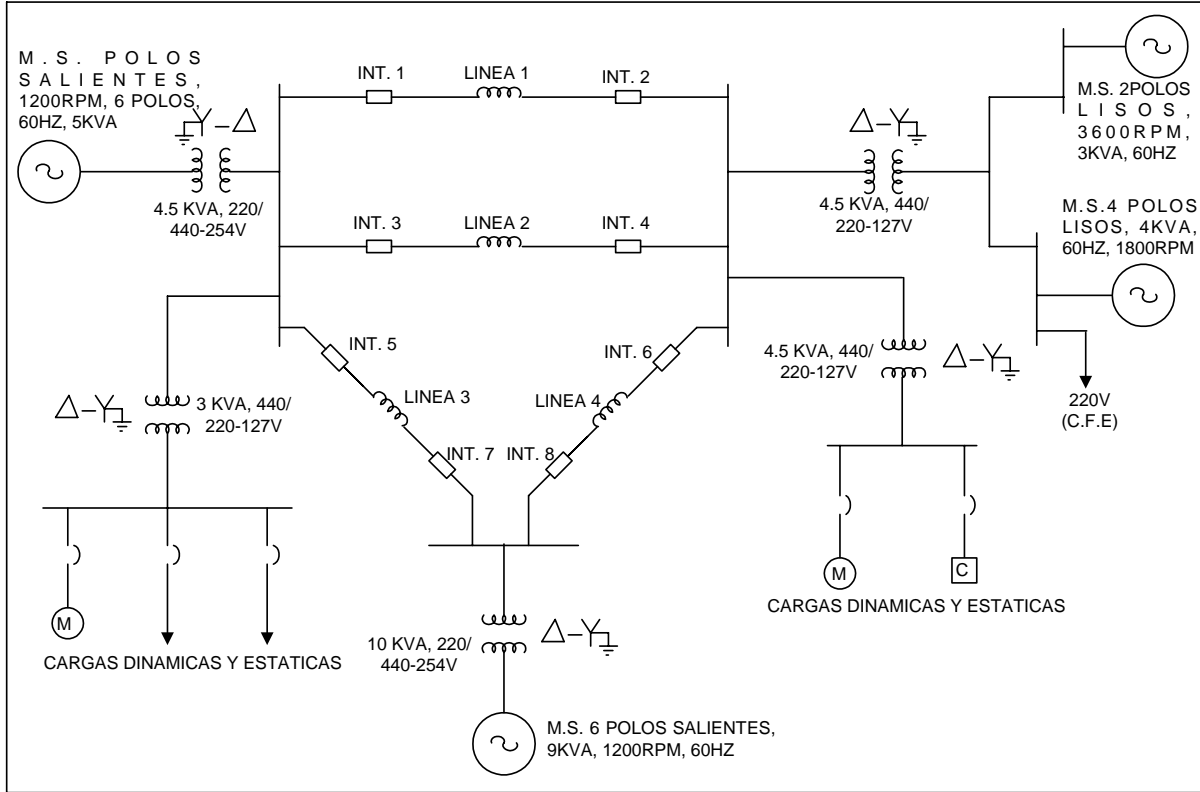 M.S. POLOS
SALIENTES,
1200RPM, 6 POLOS,
60HZ, 5KVA
4.5 KVA, 220/
440-254V
INT. 1
LINEA 1
INT. 2
INT. 3
LINEA 2
INT. 4
4.5 KVA, 440/
220-127V
M.S. 2POLOS
LISOS,
3600RPM,
3KVA, 60HZ
M.S.4 POLOS
LISOS, 4KVA,
60HZ, 1800RPM
220V
(C.F.E)
4.5 KVA, 440/
220-127V
INT. 5
LINEA 3
INT. 7
INT. 6
LINEA 4
INT. 8
3 KVA, 440/
220-127V
M
CARGAS DINAMICAS Y ESTATICAS
M
C
CARGAS DINAMICAS Y ESTATICAS
10 KVA, 220/
440-254V
M.S. 6 POLOS SALIENTES,
9KVA, 1200RPM, 60HZ